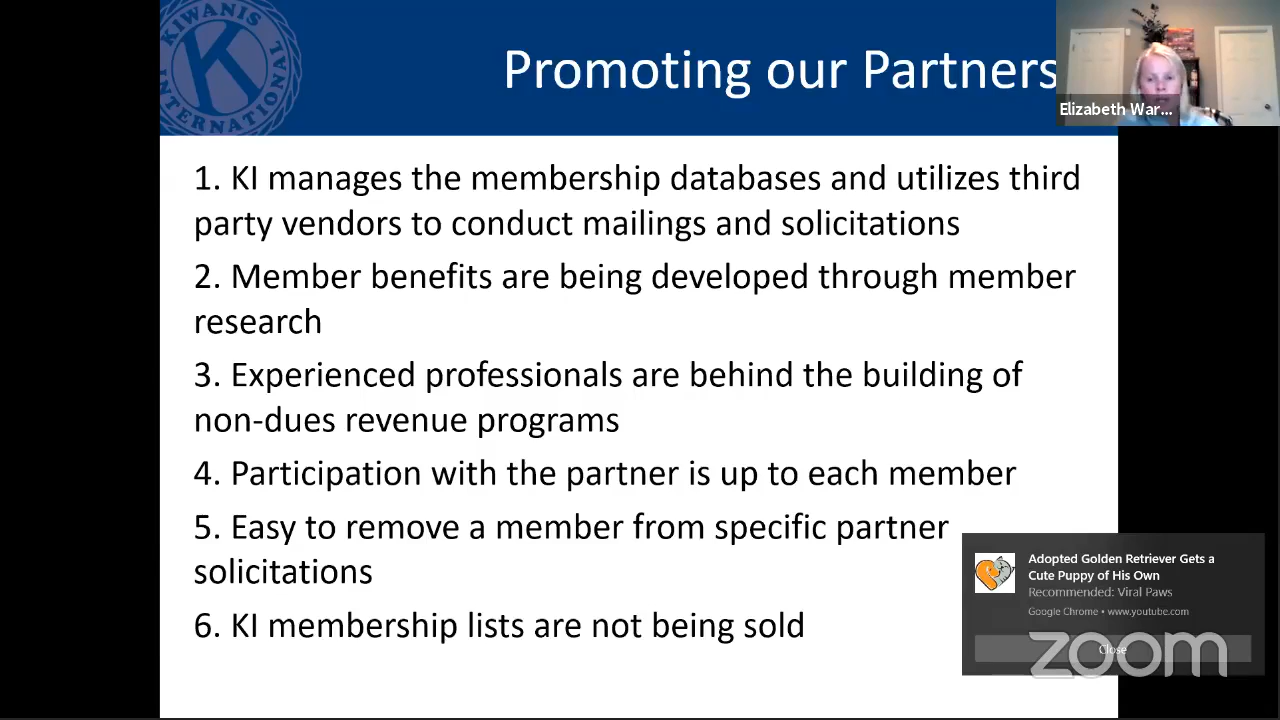 KIWANIS
K
INTERNATIONAL
Promoting our Partners
Elizabeth War...
1. KI manages the membership databases and utilizes third
party vendors to conduct mailings and solicitations
2. Member benefits are being developed through member
research
3. Experienced professionals are behind the building of
non-dues revenue programs
4. Participation with the partner is up to each member
5. Easy to remove a member from specific partner
solicitations
6. KI membership lists are not being sold
Adopted Golden Retriever Gets a
Cute Puppy of His Own
Recommended: Viral Paws
Google Chrome • www.youtube.com
Close
zoom